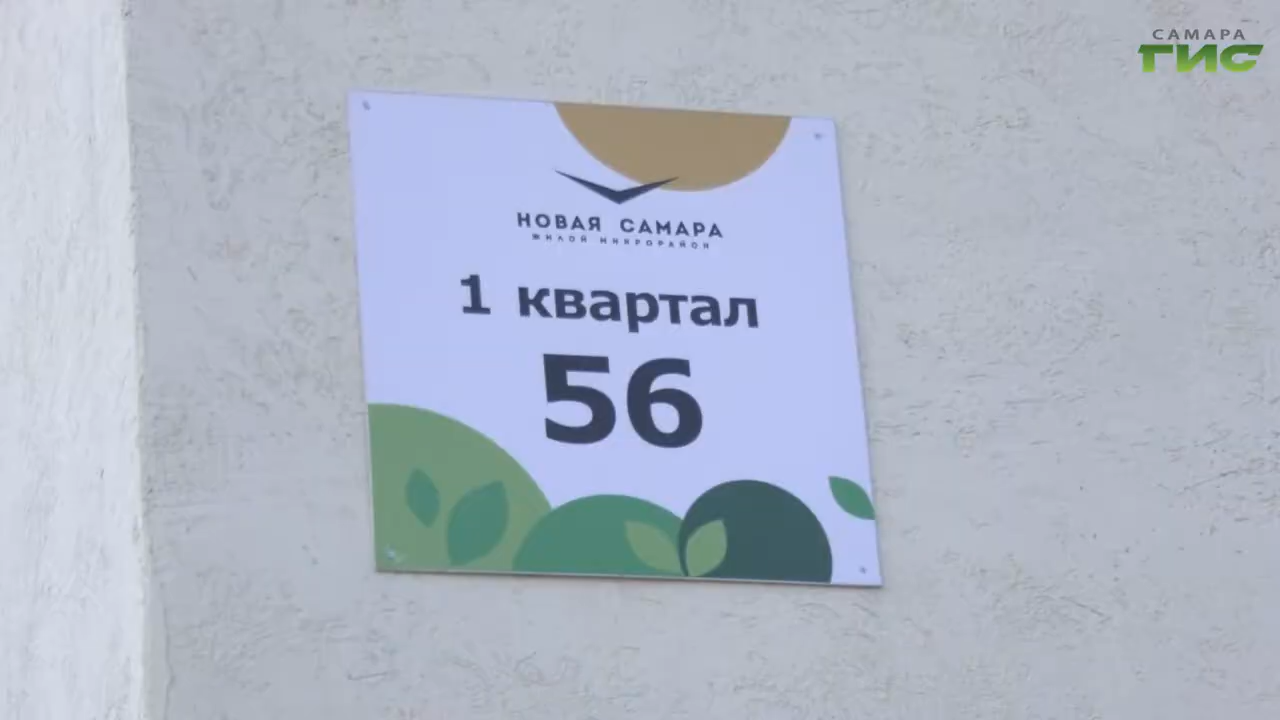 САМАРА
ГИС
НОВАЯ САМАРА
ЖИЛОЙ МИКРОРАЙОН
1 квартал
56